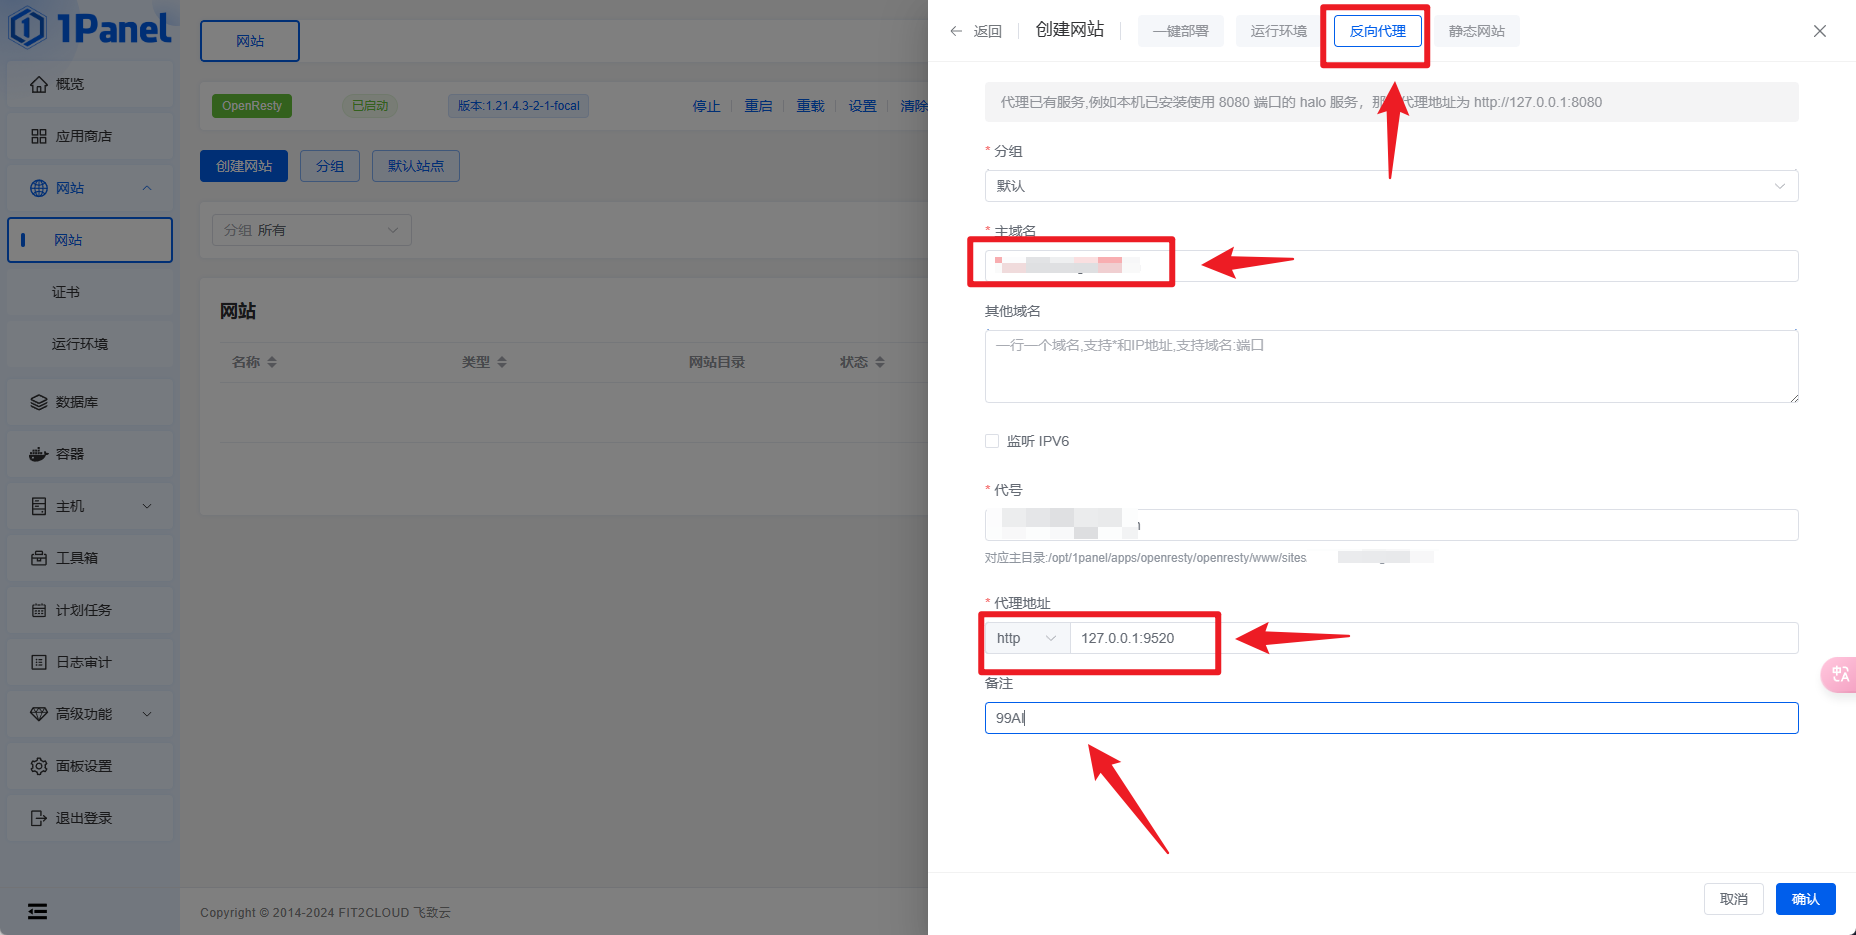 1Panel
概览
应用商店
网站
网站
证书
运行环境
数据库
容器
主机
工具箱
计划任务
日志审计
高级功能
面板设置
退出登录
网站
OpenResty
已启动
版本:1.21.4.3-2-1-focal
停止
重启
重载
设置
清除
创建网站
分组
默认站点
分组 所有
网站
名称
类型
网站目录
状态
Copyright © 2014-2024 FIT2CLOUD 飞致云
返回
创建网站
一键部署
运行环境
反向代理
静态网站
代理已有服务,例如本机已安装使用 8080 端口的 halo 服务，那 代理地址为 http://127.0.0.1:8080
* 分组
默认
* 主域名
其他域名
一行一个域名,支持*和IP地址,支持域名:端口
监听 IPV6
* 代号
对应主目录:/opt/1panel/apps/openresty/openresty/www/sites
* 代理地址
http
127.0.0.1:9520
备注
99AI
取消
确认